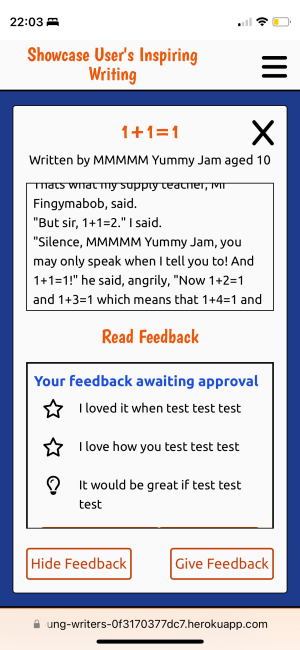 22:03
Showcase User's Inspiring
Writing
1+1=1
Written by MMMMM Yummy Jam aged 10
Thats what my supply teacher, Mr
Fingymabob, said.
"But sir, 1+1=2." I said.
"Silence, MMMMM Yummy Jam, you
may only speak when I tell you to! And
1+1=1!" he said, angrily, "Now 1+2=1
and 1+3=1 which means that 1+4=1 and
Read Feedback
Your feedback awaiting approval
I loved it when test test test
I love how you test test test
It would be great if test test
test
Hide Feedback
Give Feedback
ung-writers-0f3170377dc7.herokuapp.com